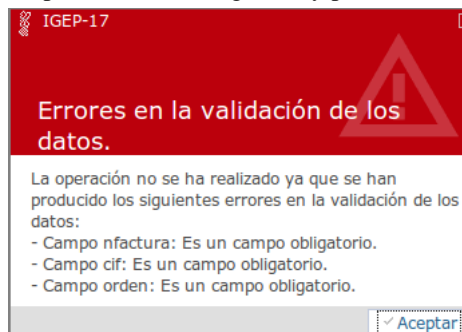 IGEP-17
Errores en la validación de los
datos.
La operación no se ha realizado ya que se han
producido los siguientes errores en la validación de los
datos:
- Campo nfactura: Es un campo obligatorio.
- Campo cif: Es un campo obligatorio.
- Campo orden: Es un campo obligatorio.
Aceptar